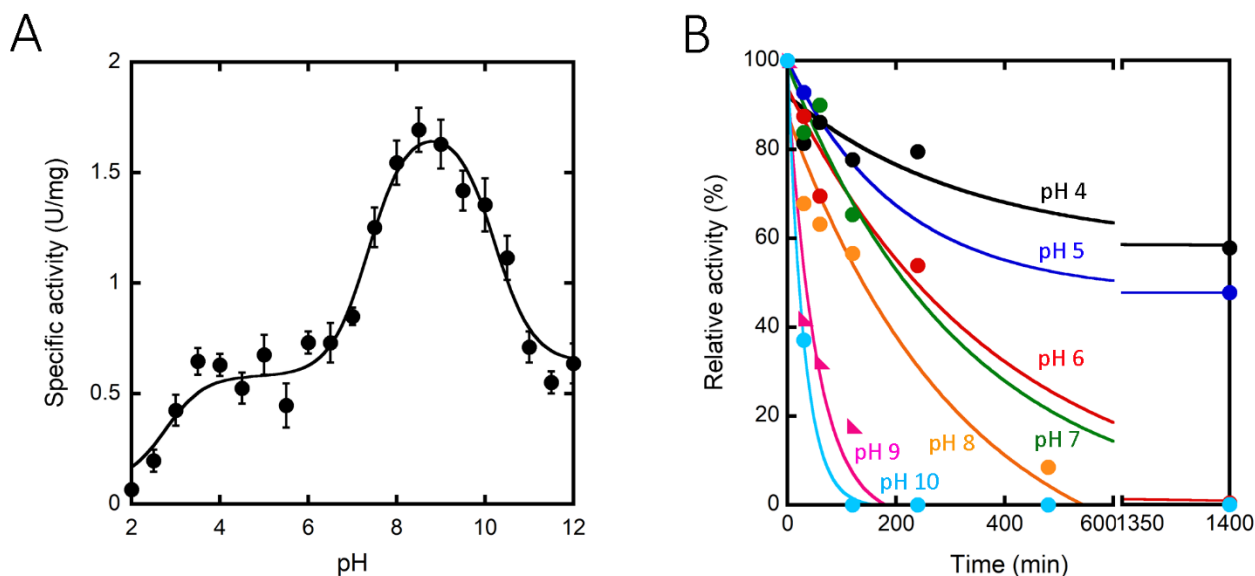 A
Specific activity (U/mg)
2
1.5
1
0.5
0
2 4 6 8 10 12
pH
B
Relative activity (%)
100
80
60
40
20
0
pH 4
pH 5
pH 6
pH 7
pH 8
pH 9
pH 10
0 200 400 600 1350 1400
Time (min)